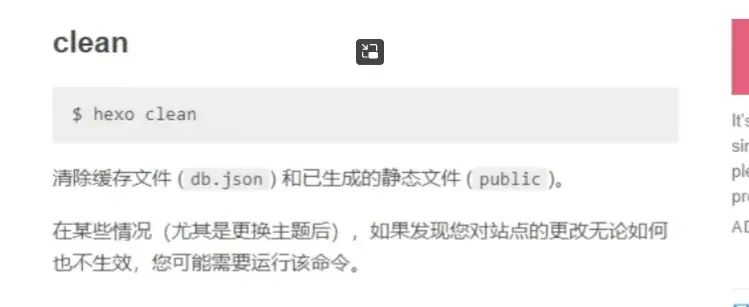 clean
$ hexo clean
清除缓存文件 (db.json) 和已生成的静态文件 (public)。
在某些情况（尤其是更换主题后），如果发现您对站点的更改无论如何
也不生效，您可能需要运行该命令。
It's
sim
ple
pro
AD